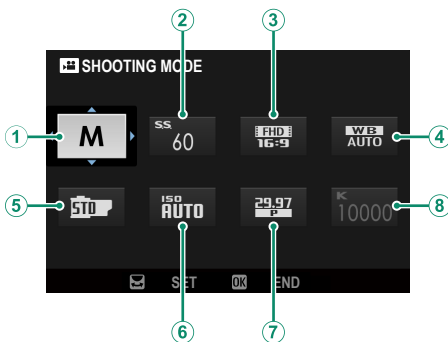 2 3
SHOOTING MODE
1 M S.S. 60 FHD 16:9 WB AUTO 4
5 STD ISO AUTO 29.97 P K 10000 8
SET OK END
6 7